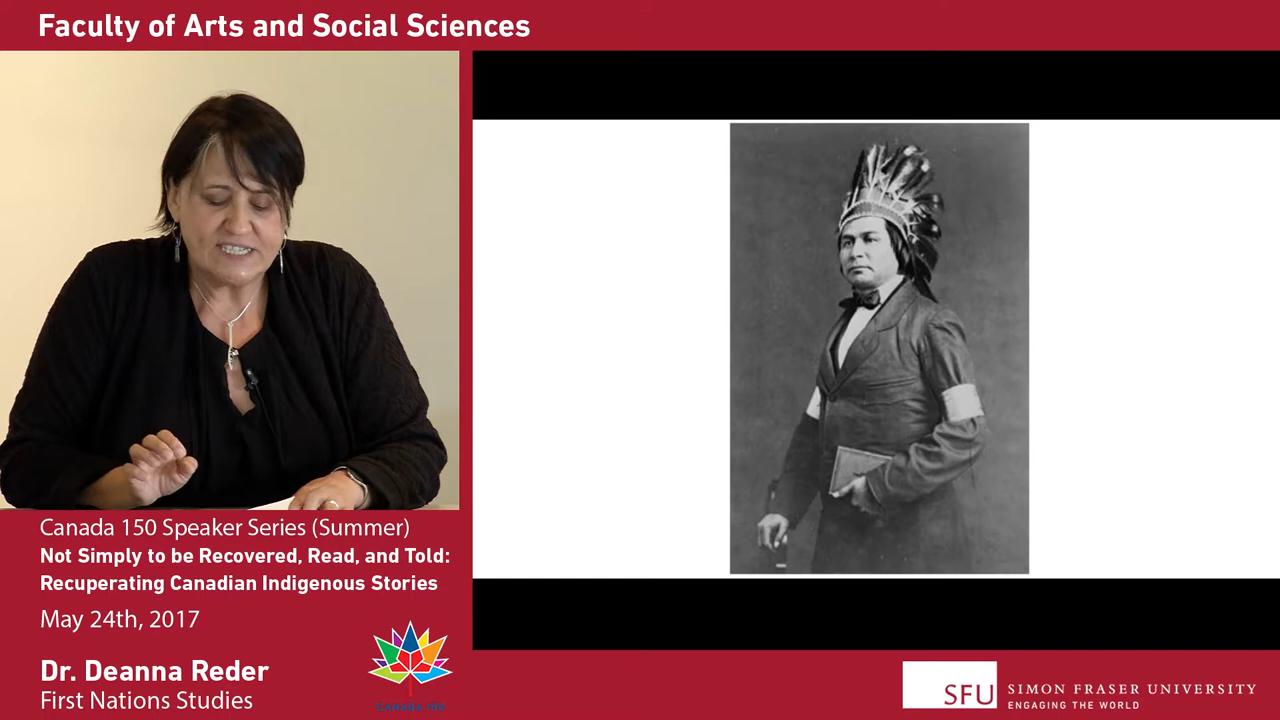 Faculty of Arts and Social Sciences
Canada 150 Speaker Series (Summer)
Not Simply to be Recovered, Read, and Told:
Recuperating Canadian Indigenous Stories
May 24th, 2017
Dr. Deanna Reder
First Nations Studies
CANADA 150
SFU
SIMON FRASER UNIVERSITY
ENGAGING THE WORLD